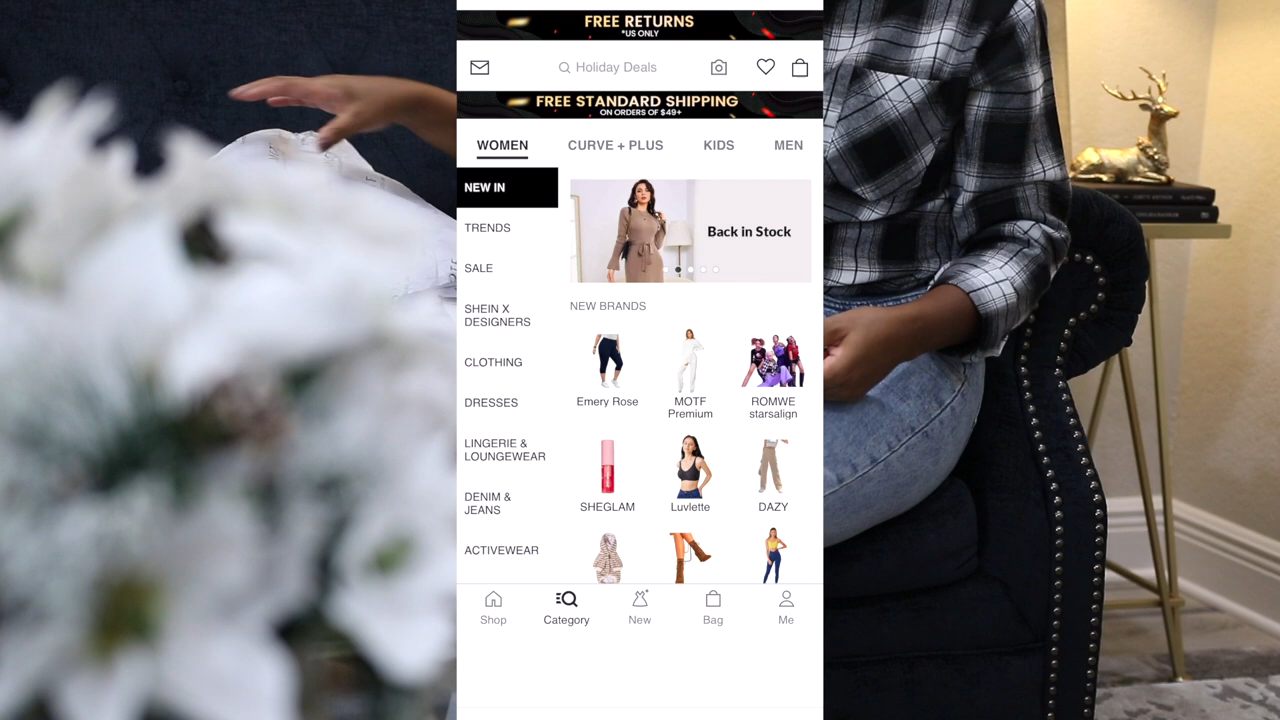 FREE RETURNS
*US ONLY
Holiday Deals
FREE STANDARD SHIPPING
ON ORDERS OF $49+
WOMEN
CURVE + PLUS
KIDS
MEN
NEW IN
TRENDS
SALE
SHEIN X
DESIGNERS
CLOTHING
DRESSES
LINGERIE &
LOUNGEWEAR
DENIM &
JEANS
ACTIVEWEAR
Back in Stock
NEW BRANDS
Emery Rose
MOTF
Premium
ROMWE
starsalign
SHEGLAM
Luvlette
DAZY
Shop
Category
New
Bag
Me